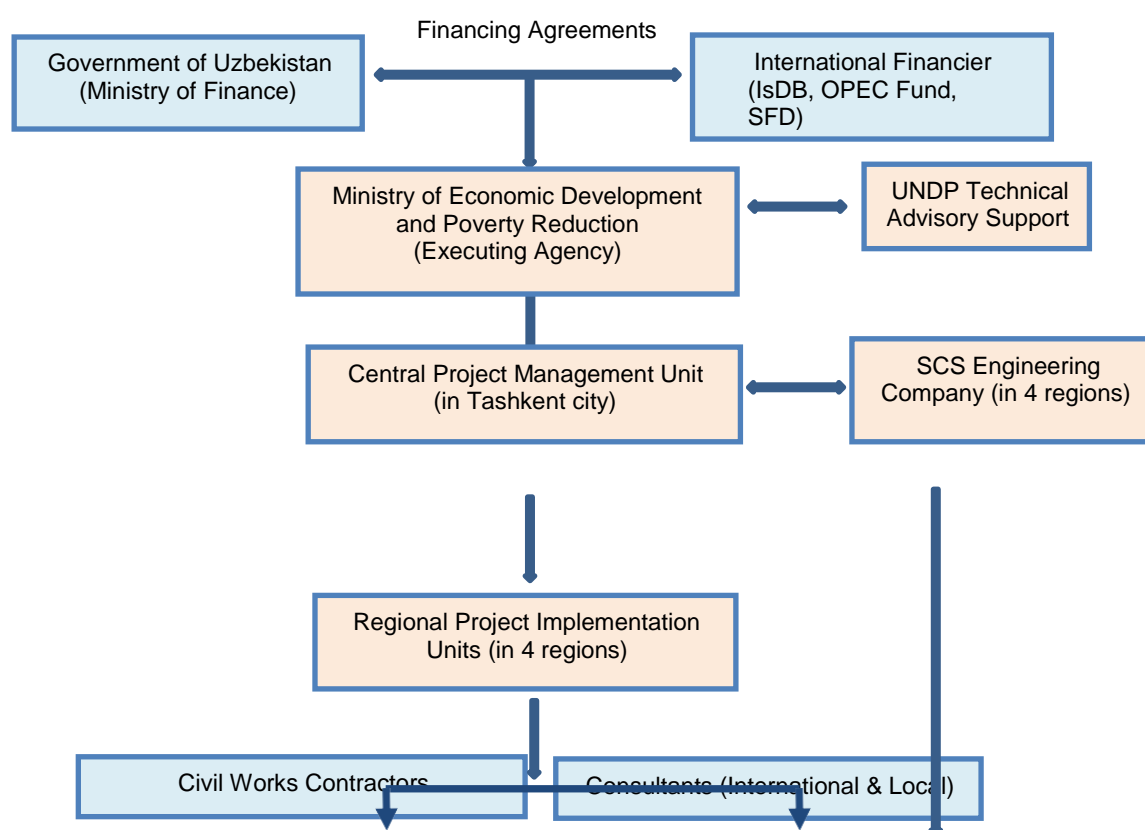 Financing Agreements
Government of Uzbekistan
(Ministry of Finance)
International Financier
(IsDB, OPEC Fund,
SFD)
Ministry of Economic Development
and Poverty Reduction
(Executing Agency)
UNDP Technical
Advisory Support
Central Project Management Unit
(in Tashkent city)
SCS Engineering
Company (in 4 regions)
Regional Project Implementation
Units (in 4 regions)
Civil Works Contractors
Consultants (International & Local)